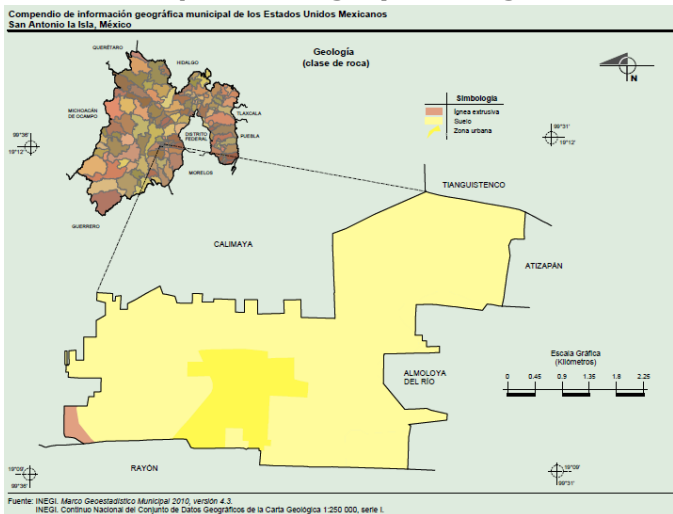 Compendio de información geográfica municipal de los Estados Unidos Mexicanos
San Antonio la Isla, México
Geología
(clase de roca)
QUERÉTARO
HIDALGO
MICHOACÁN
DE OCAMPO
TLAXCALA
DISTRITO
FEDERAL
PUEBLA
MORELOS
GUERRERO
N
Simbología
Ígnea extrusiva
Suelo
Zona urbana
99°36'
19°12'
99°31'
19°12'
TIANGUISTENCO
CALIMAYA
ATIZAPÁN
ALMOLOYA
DEL RÍO
RAYÓN
Escala Gráfica
(Kilómetros)
0 0.45 0.9 1.35 1.8 2.25
19°09'
99°36'
19°09'
99°31'
Fuente: INEGI. Marco Geoestadístico Municipal 2010, versión 4.3.
INEGI. Continuo Nacional del Conjunto de Datos Geográficos de la Carta Geológica 1:250 000, serie I.